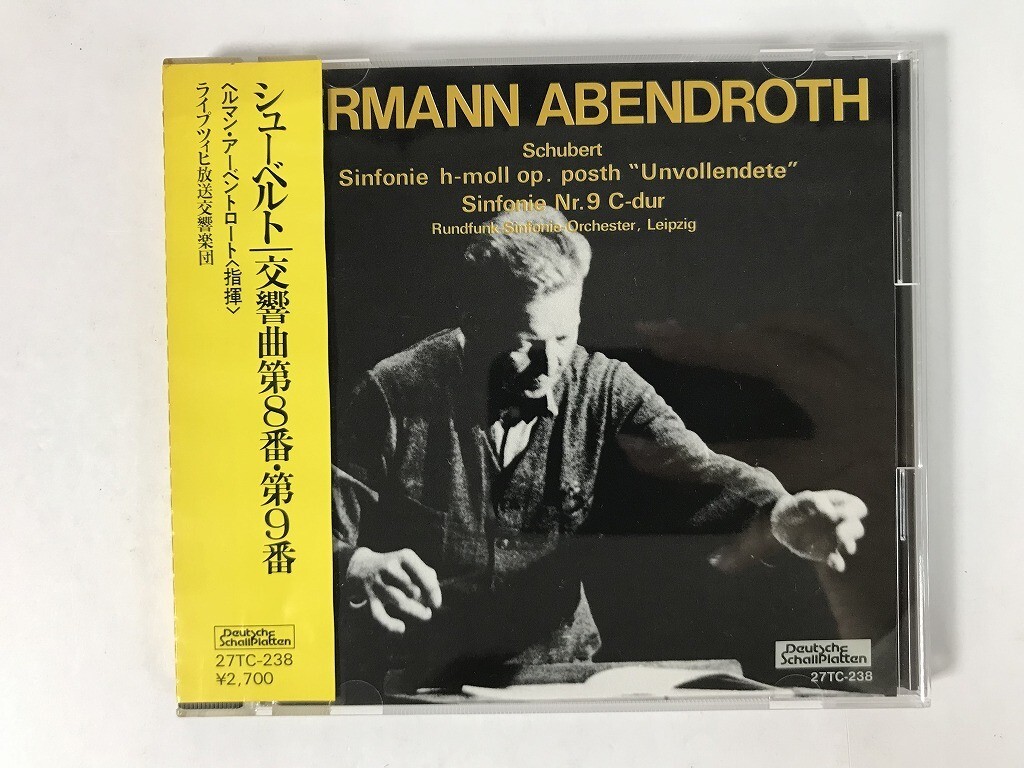 シューベルト|交響曲第8番・第9番
ヘルマン・アーベントロート〈指揮〉
ライプツィヒ放送交響楽団
Deutsche
SchallPlatten
27TC-238
¥2,700
RMANN ABENDROTH
Schubert
Sinfonie h-moll op. posth “Unvollendete”
Sinfonie Nr.9 C-dur
Rundfunk Sinfonie-Orchester, Leipzig
Deutsche
SchallPlatten
27TC-238